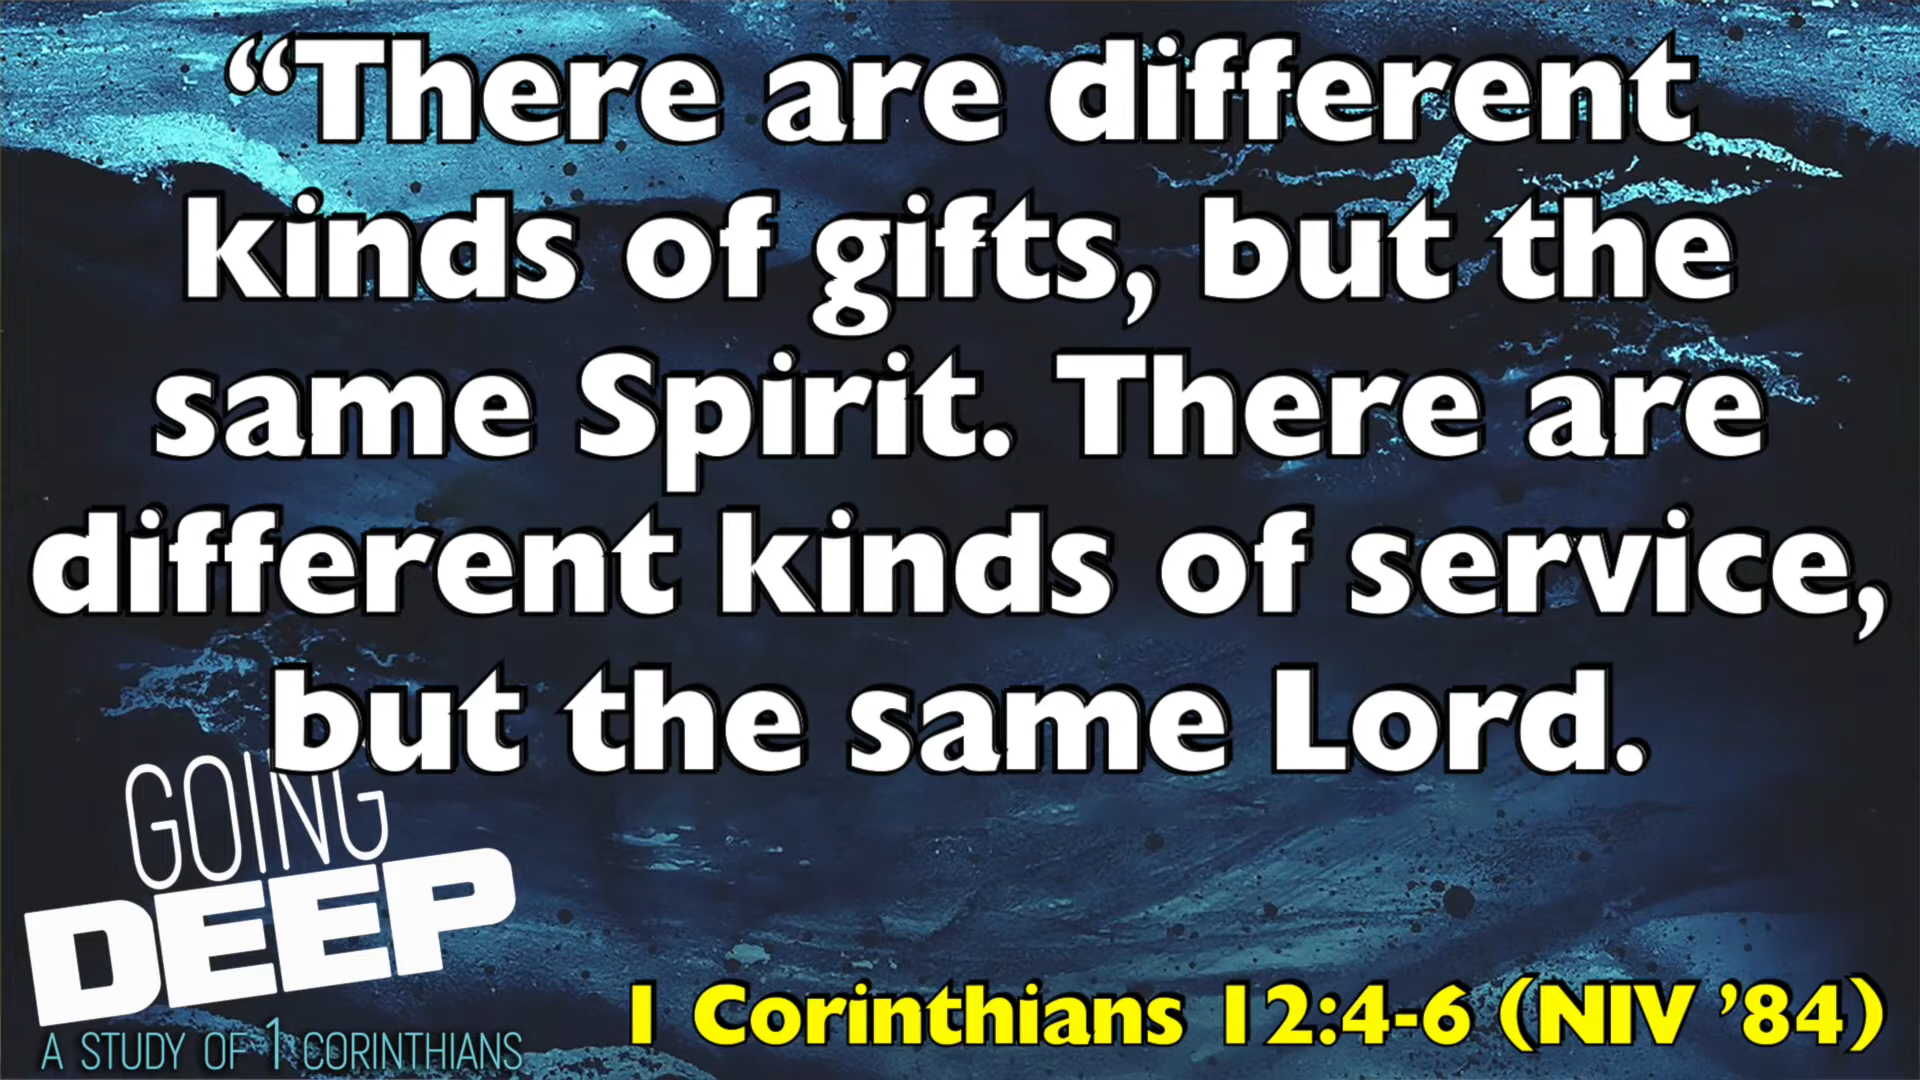 “There are different
kinds of gifts, but the
same Spirit. There are
different kinds of service,
but the same Lord.
GOING
DEEP
A STUDY OF 1 CORINTHIANS
1 Corinthians 12:4-6 (NIV ’84)